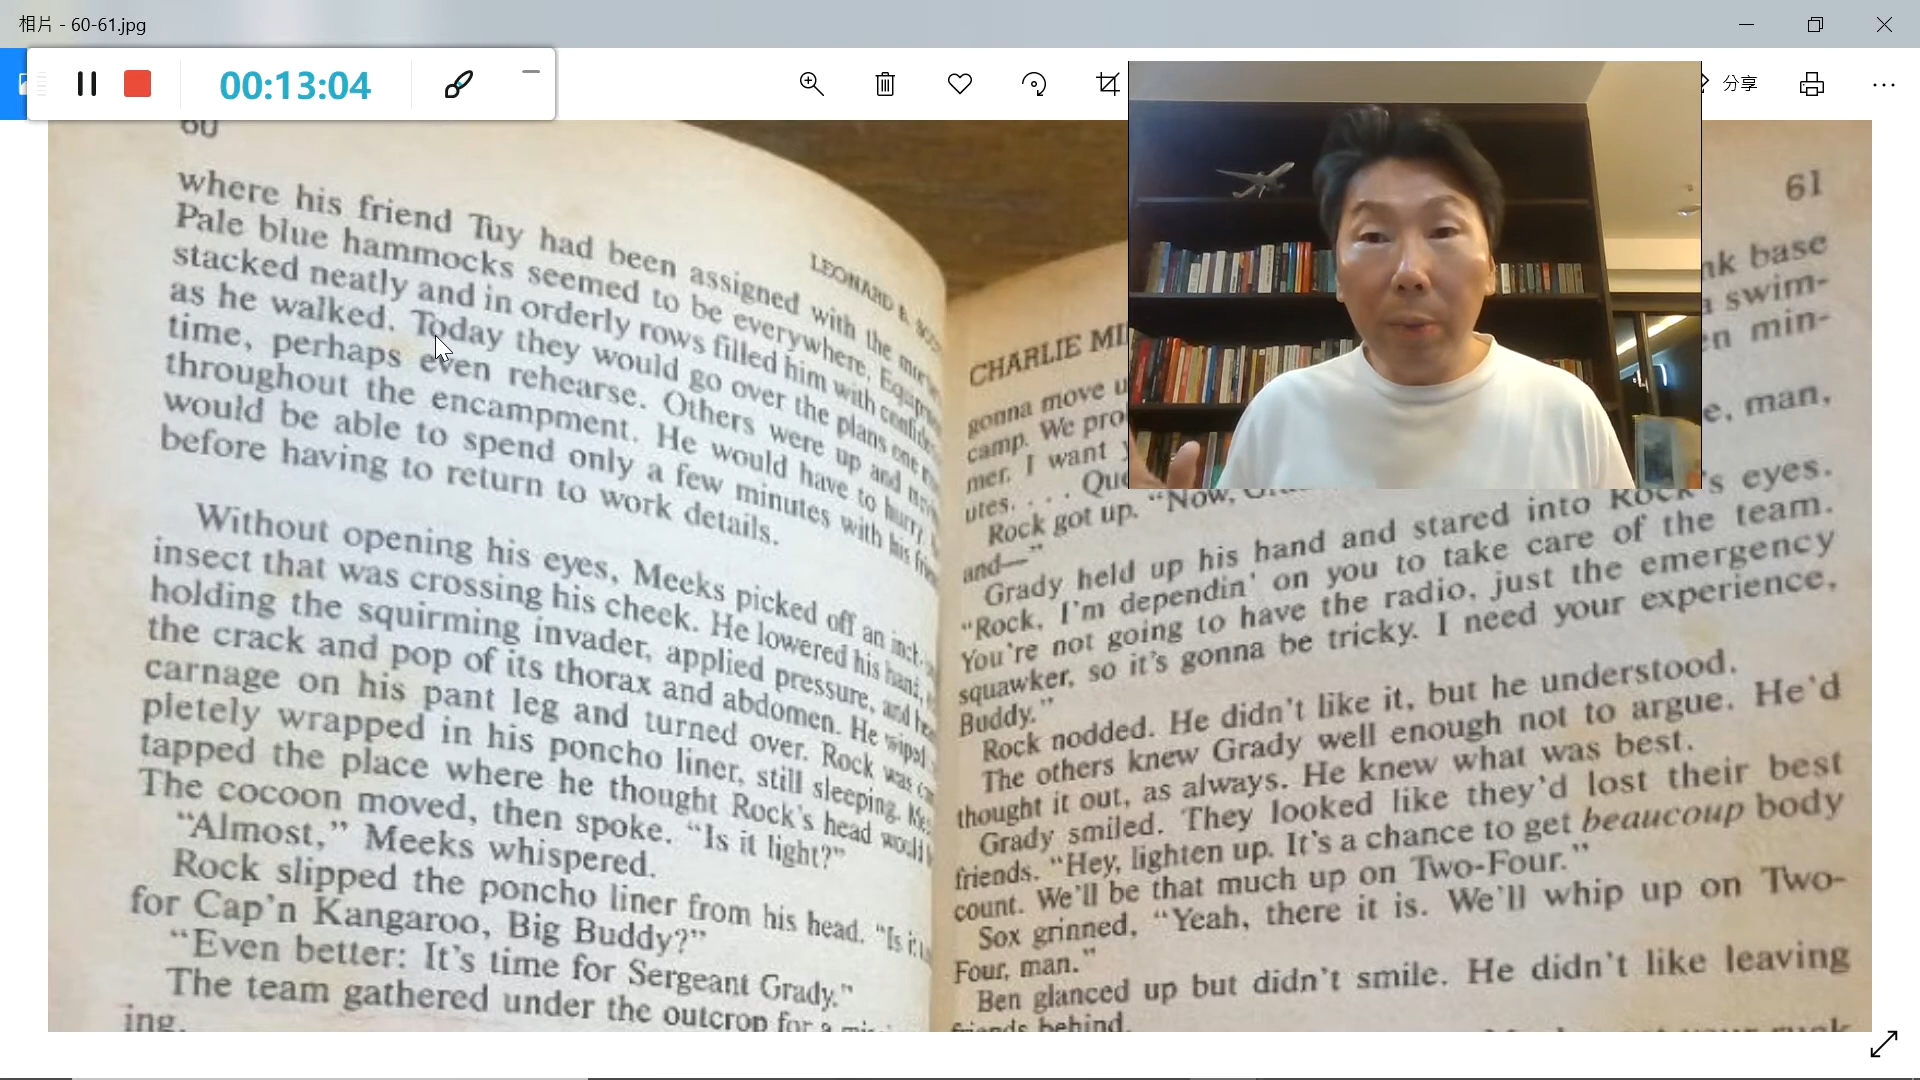 相片 - 60-61.jpg
00:13:04
分享
60
LEONARD B. SCOTT
where his friend Tuy had been assigned with the
Pale blue hammocks seemed to be everywhere. Equipment
stacked neatly and in orderly rows filled him with confidence
as he walked. Today they would go over the plans one more
time, perhaps even rehearse. Others were up and moving
throughout the encampment. He would have to hurry.
would be able to spend only a few minutes with his friend
before having to return to work details.
Without opening his eyes, Meeks picked off an
insect that was crossing his cheek. He lowered his hand,
holding the squirming invader, applied pressure, and heard
the crack and pop of its thorax and abdomen. He wiped
carnage on his pant leg and turned over. Rock was
pletely wrapped in his poncho liner, still sleeping.
tapped the place where he thought Rock's head would
The cocoon moved, then spoke. "Is it light?"
"Almost," Meeks whispered.
Rock slipped the poncho liner from his head. "Is it
for Cap'n Kangaroo, Big Buddy?"
"Even better: It's time for Sergeant Grady."
The team gathered under the outcrop for a
ing.
61
CHARLIE
gonna move base
camp. We swim-
mer. I want min-
utes. . . .
Rock got up. "Now, man,
and—"
Grady held up his hand and stared into Rock's eyes.
"Rock, I'm dependin' on you to take care of the team.
You're not going to have the radio, just the emergency
squawker, so it's gonna be tricky. I need your experience,
Buddy."
Rock nodded. He didn't like it, but he understood.
The others knew Grady well enough not to argue. He'd
thought it out, as always. He knew what was best.
Grady smiled. They looked like they'd lost their best
friends. "Hey, lighten up. It's a chance to get beaucoup body
count. We'll be that much up on Two-Four."
Sox grinned, "Yeah, there it is. We'll whip up on Two-
Four, man."
Ben glanced up but didn't smile. He didn't like leaving
friends behind.